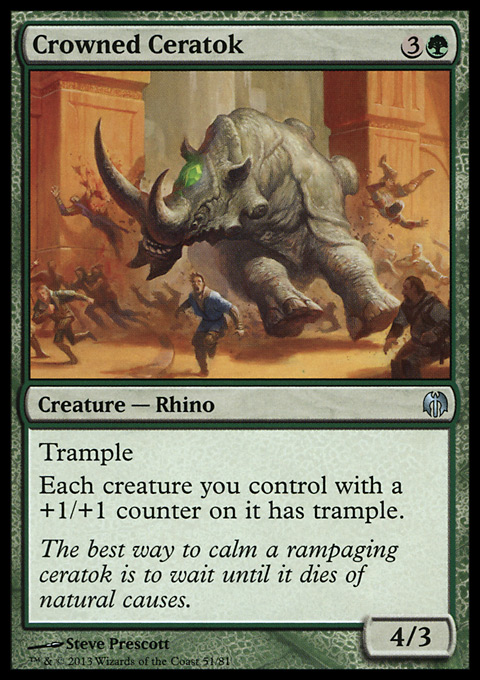 Crowned Ceratok 3
Creature — Rhino
Trample
Each creature you control with a
+1/+1 counter on it has trample.
The best way to calm a rampaging
ceratok is to wait until it dies of
natural causes.
4/3
Steve Prescott
™ & © 2013 Wizards of the Coast 51/81